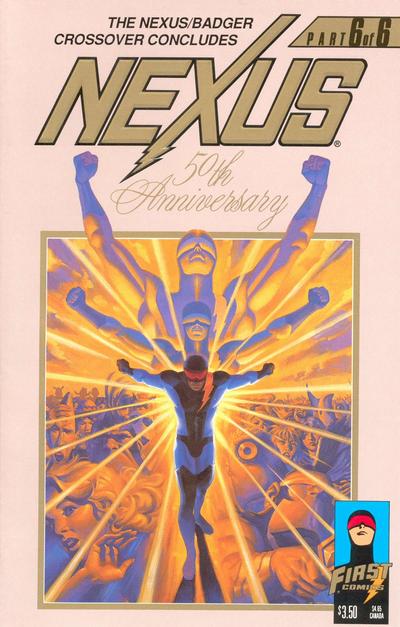 THE NEXUS/BADGER
CROSSOVER CONCLUDES
PART 6 of 6
NEXUS®
50th
Anniversary
FIRST
COMICS
$3.50
$4.65
CANADA